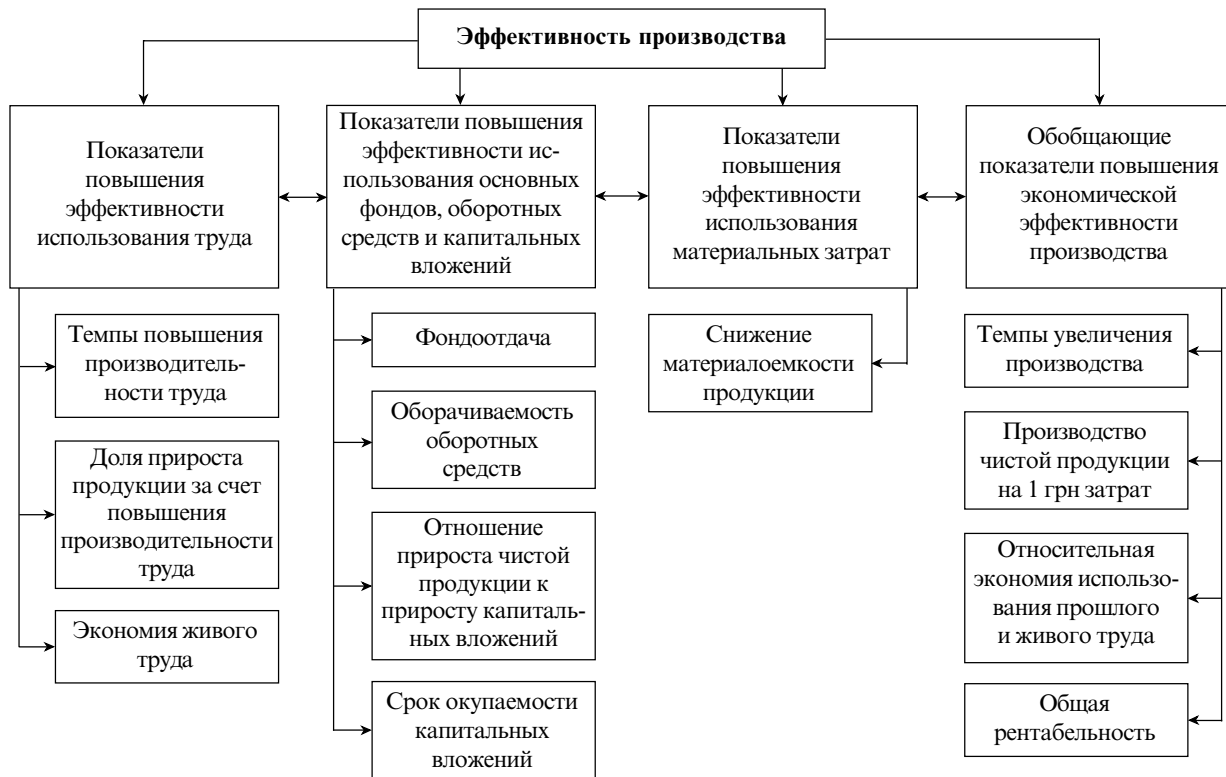 Эффективность производства
Показатели
повышения
эффективности
использования труда
Показатели повышения
эффективности ис-
пользования основных
фондов, оборотных
средств и капитальных
вложений
Показатели
повышения
эффективности
использования
материальных затрат
Обобщающие
показатели повышения
экономической
эффективности
производства
Темпы повышения
производитель-
ности труда
Доля прироста
продукции за счет
повышения
производительности
труда
Экономия живого
труда
Фондоотдача
Оборачиваемость
оборотных
средств
Отношение
прироста чистой
продукции к
приросту капиталь-
ных вложений
Срок окупаемости
капитальных
вложений
Снижение
материалоемкости
продукции
Темпы увеличения
производства
Производство
чистой продукции
на 1 грн затрат
Относительная
экономия использо-
вания прошлого
и живого труда
Общая
рентабельность